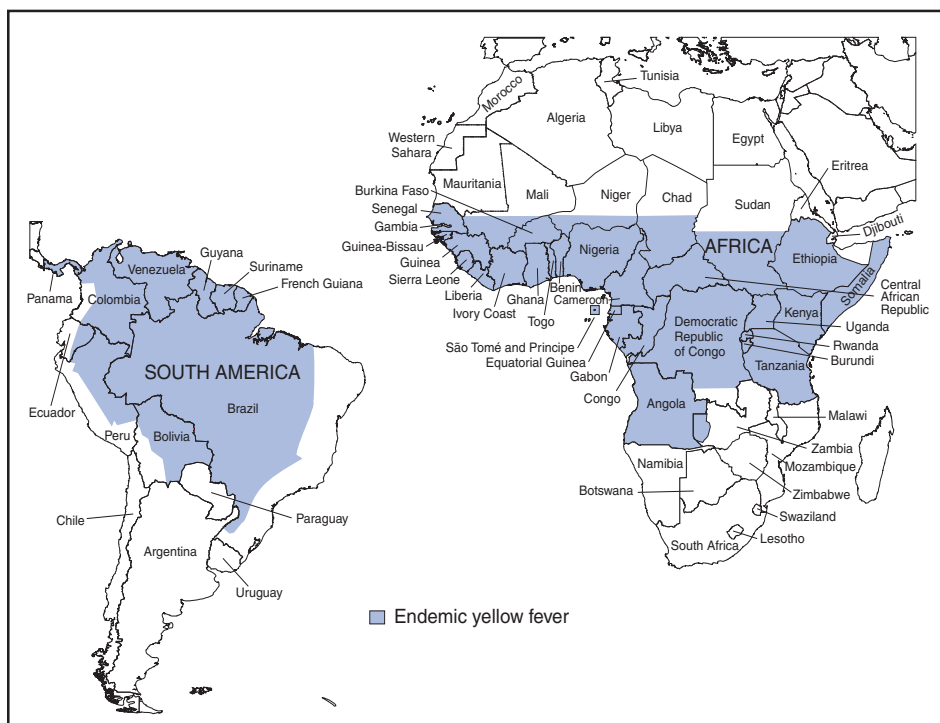 Tunisia
Morocco
Algeria
Libya
Egypt
Western
Sahara
Eritrea
Mauritania
Mali
Niger
Chad
Sudan
Burkina Faso
Senegal
Djibouti
Gambia
AFRICA
Nigeria
Guinea-Bissau
Ethiopia
Guinea
Guyana
Suriname
French Guiana
Venezuela
Sierra Leone
Liberia
Ivory Coast
Ghana
Togo
Benin
Cameroon
Somalia
Central
African
Republic
Panama
Colombia
Kenya
Uganda
Rwanda
Burundi
São Tomé and Principe
Equatorial Guinea
Gabon
Congo
Democratic
Republic
of Congo
Tanzania
SOUTH AMERICA
Ecuador
Brazil
Angola
Malawi
Peru
Bolivia
Zambia
Namibia
Mozambique
Botswana
Zimbabwe
Chile
Paraguay
Swaziland
Lesotho
South Africa
Argentina
Uruguay
Endemic yellow fever